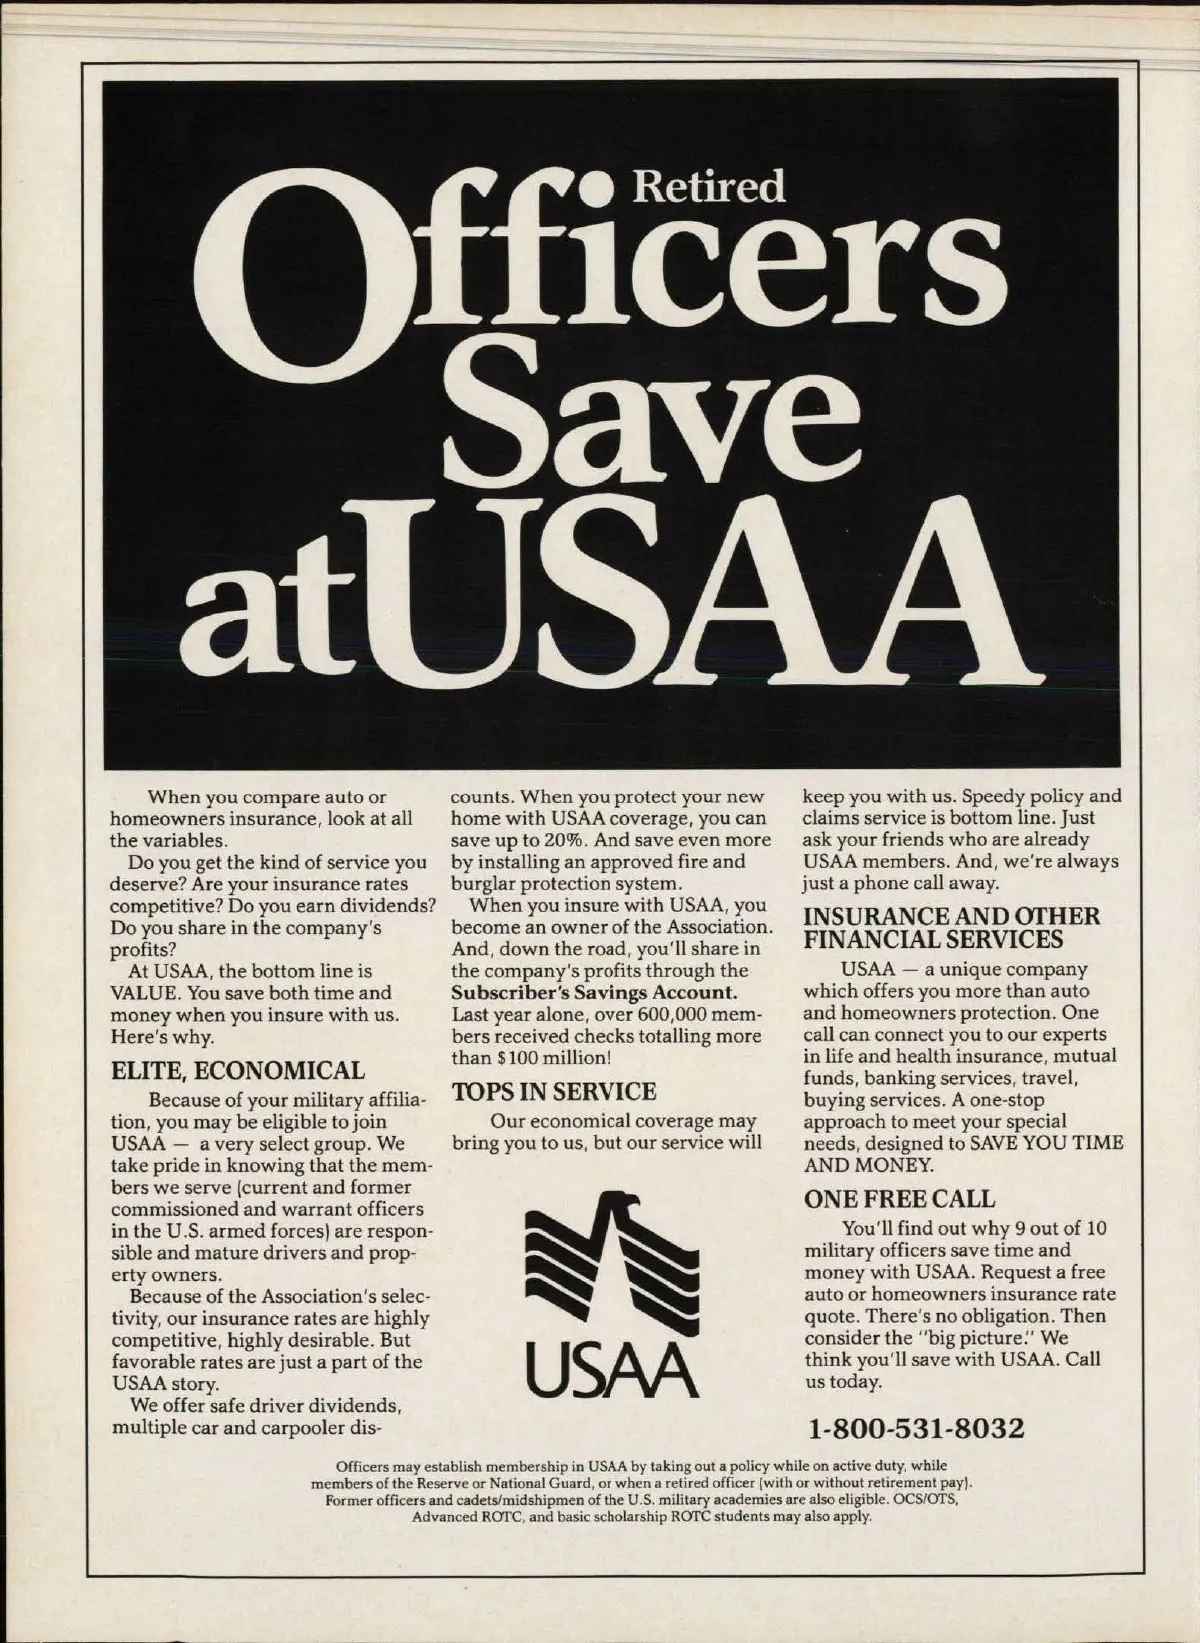 Retired
Officers
Save
at USAA
When you compare auto or
homeowners insurance, look at all
the variables.
Do you get the kind of service you
deserve? Are your insurance rates
competitive? Do you earn dividends?
Do you share in the company's
profits?
At USAA, the bottom line is
VALUE. You save both time and
money when you insure with us.
Here's why.
ELITE, ECONOMICAL
Because of your military affilia-
tion, you may be eligible to join
USAA — a very select group. We
take pride in knowing that the mem-
bers we serve (current and former
commissioned and warrant officers
in the U.S. armed forces) are respon-
sible and mature drivers and prop-
erty owners.
Because of the Association's selec-
tivity, our insurance rates are highly
competitive, highly desirable. But
favorable rates are just a part of the
USAA story.
We offer safe driver dividends,
multiple car and carpooler dis-
counts. When you protect your new
home with USAA coverage, you can
save up to 20%. And save even more
by installing an approved fire and
burglar protection system.
When you insure with USAA, you
become an owner of the Association.
And, down the road, you'll share in
the company's profits through the
Subscriber's Savings Account.
Last year alone, over 600,000 mem-
bers received checks totalling more
than $100 million!
TOPS IN SERVICE
Our economical coverage may
bring you to us, but our service will
USAA
keep you with us. Speedy policy and
claims service is bottom line. Just
ask your friends who are already
USAA members. And, we're always
just a phone call away.
INSURANCE AND OTHER
FINANCIAL SERVICES
USAA — a unique company
which offers you more than auto
and homeowners protection. One
call can connect you to our experts
in life and health insurance, mutual
funds, banking services, travel,
buying services. A one-stop
approach to meet your special
needs, designed to SAVE YOU TIME
AND MONEY.
ONE FREE CALL
You'll find out why 9 out of 10
military officers save time and
money with USAA. Request a free
auto or homeowners insurance rate
quote. There's no obligation. Then
consider the "big picture." We
think you'll save with USAA. Call
us today.
1-800-531-8032
Officers may establish membership in USAA by taking out a policy while on active duty, while
members of the Reserve or National Guard, or when a retired officer (with or without retirement pay).
Former officers and cadets/midshipmen of the U.S. military academies are also eligible. OCS/OTS,
Advanced ROTC, and basic scholarship ROTC students may also apply.